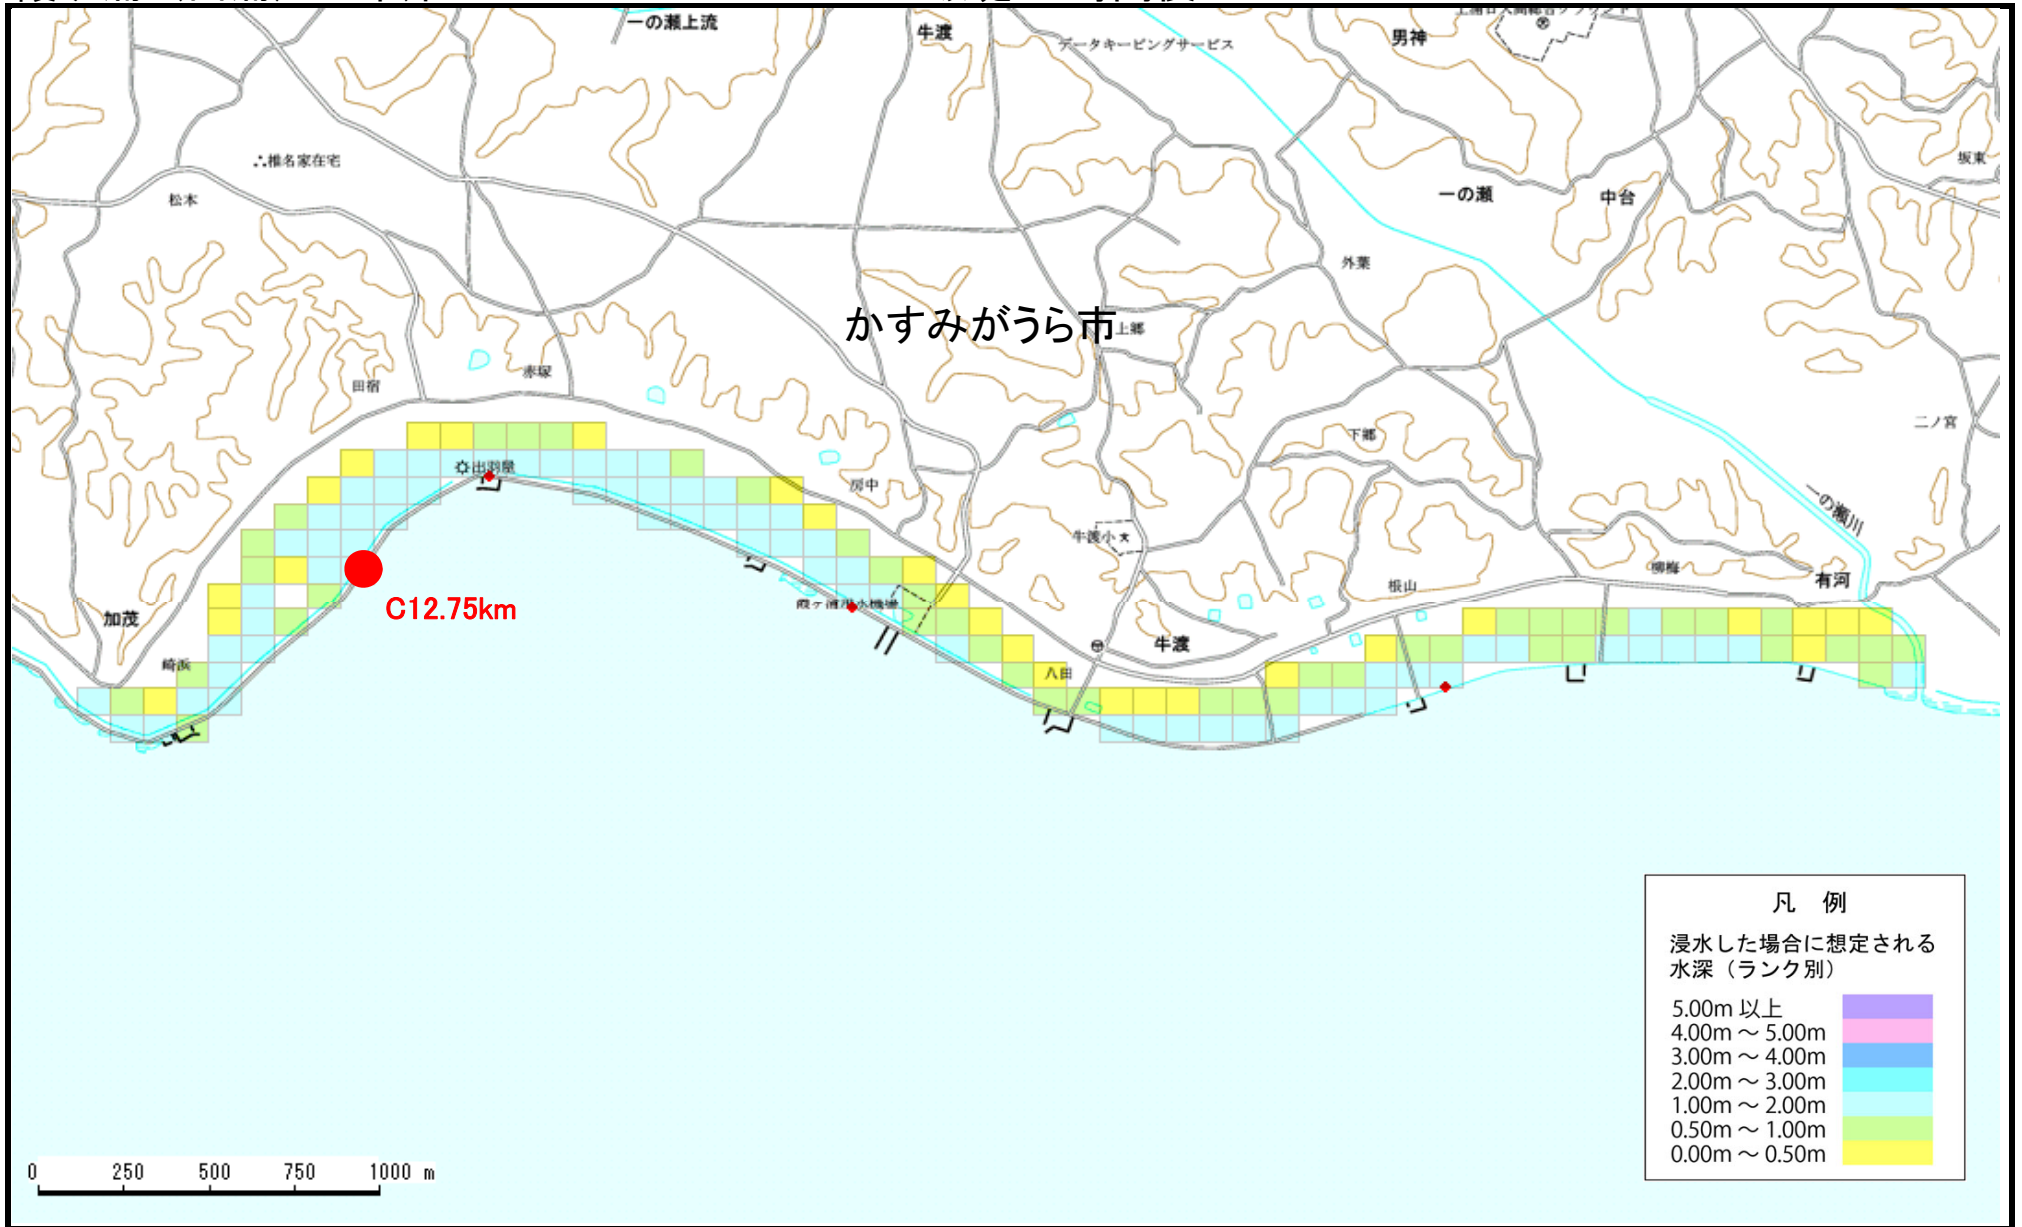 一の瀬上流
牛渡
データキーピングサービス
男神
∴椎名家在宅
坂東
松本
一の瀬
中台
外葉
かすみがうら市
上郷
赤塚
田宿
二ノ宮
下郷
出羽屋
房中
一の瀬川
牛渡小
柳梅
有河
根山
C12.75km
加茂
牛渡
崎浜
八田
凡 例
浸水した場合に想定される
水深（ランク別）
5.00m 以上
4.00m ～ 5.00m
3.00m ～ 4.00m
2.00m ～ 3.00m
1.00m ～ 2.00m
0.50m ～ 1.00m
0.00m ～ 0.50m
0 250 500 750 1000 m